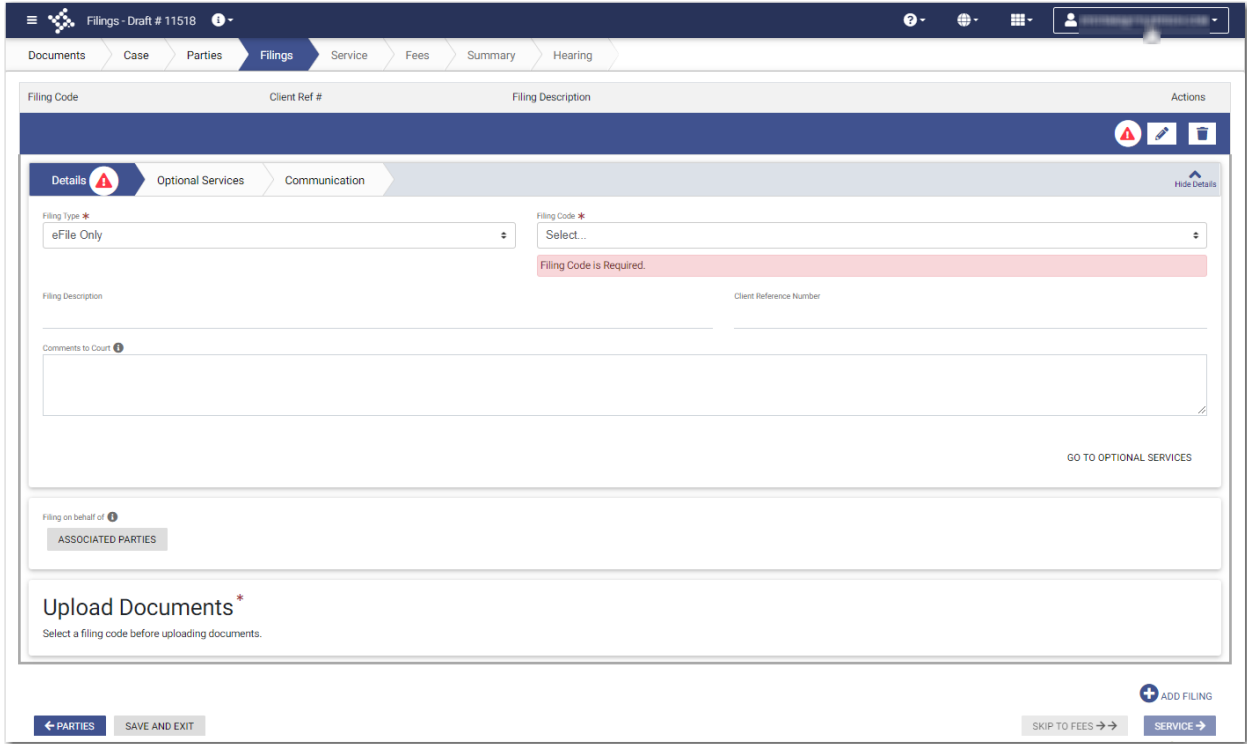 Filings - Draft # 11518
Documents Case Parties Filings Service Fees Summary Hearing
Filing Code Client Ref # Filing Description Actions
Details Optional Services Communication Hide Details
Filing Type * Filing Code *
eFile Only Select...
Filing Code is Required.
Filing Description Client Reference Number
Comments to Court
GO TO OPTIONAL SERVICES
Filing on behalf of
ASSOCIATED PARTIES
Upload Documents *
Select a filing code before uploading documents.
ADD FILING
PARTIES SAVE AND EXIT SKIP TO FEES SERVICE